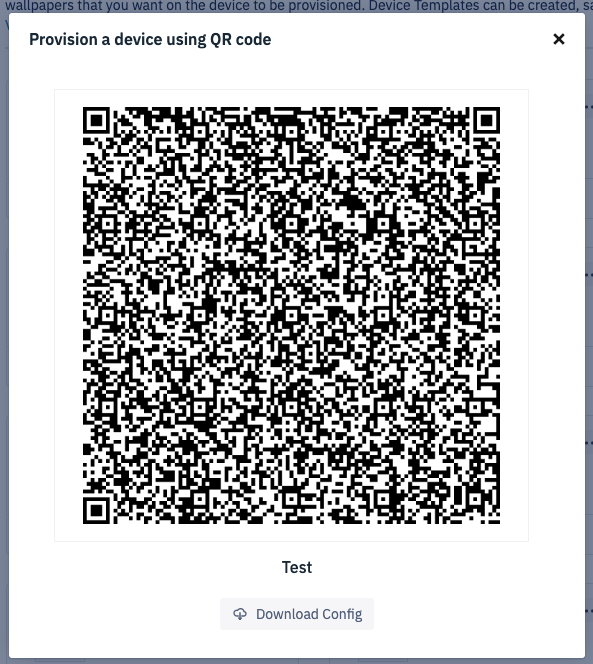 wallpapers that you want on the device to be provisioned. Device Templates can be created, sa
Provision a device using QR code
Test
Download Config